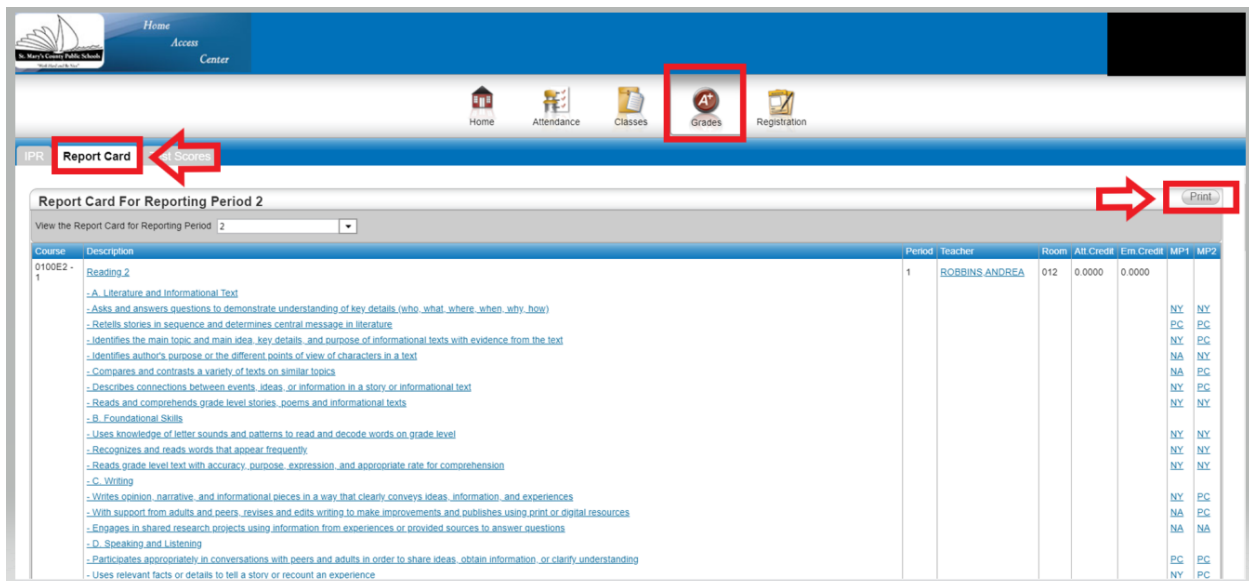 Home
Access
Center
St. Mary's County Public Schools
Home
Attendance
Classes
A+
Grades
Registration
IPR
Report Card
Test Scores
Report Card For Reporting Period 2
Print
View the Report Card for Reporting Period 2
Course Description Period Teacher Room Att.Credit Ern.Credit MP1 MP2
0100E2 - 1 Reading 2 1 ROBBINS,ANDREA 012 0.0000 0.0000
- A. Literature and Informational Text
- Asks and answers questions to demonstrate understanding of key details (who, what, where, when, why, how) NY NY
- Retells stories in sequence and determines central message in literature PC PC
- Identifies the main topic and main idea, key details, and purpose of informational texts with evidence from the text NY PC
- Identifies author's purpose or the different points of view of characters in a text NA NY
- Compares and contrasts a variety of texts on similar topics NA PC
- Describes connections between events, ideas, or information in a story or informational text NY PC
- Reads and comprehends grade level stories, poems and informational texts NY NY
- B. Foundational Skills
- Uses knowledge of letter sounds and patterns to read and decode words on grade level NY NY
- Recognizes and reads words that appear frequently NY NY
- Reads grade level text with accuracy, purpose, expression, and appropriate rate for comprehension NY NY
- C. Writing
- Writes opinion, narrative, and informational pieces in a way that clearly conveys ideas, information, and experiences NY PC
- With support from adults and peers, revises and edits writing to make improvements and publishes using print or digital resources NA PC
- Engages in shared research projects using information from experiences or provided sources to answer questions NA NA
- D. Speaking and Listening
- Participates appropriately in conversations with peers and adults in order to share ideas, obtain information, or clarify understanding PC PC
- Uses relevant facts or details to tell a story or recount an experience NY PC